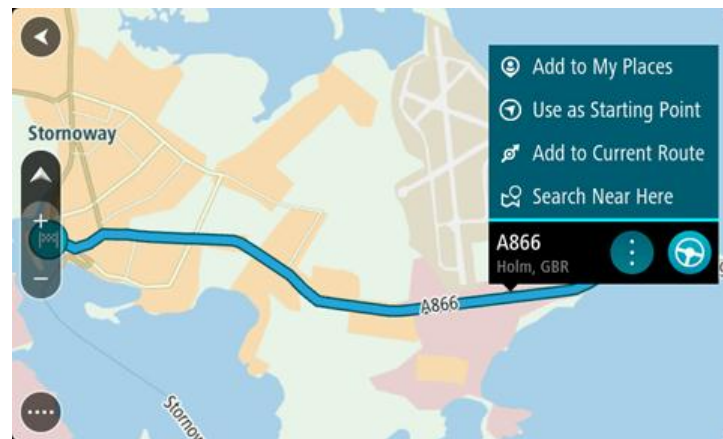 Add to My Places
Use as Starting Point
Stornoway
Add to Current Route
Search Near Here
A866
Holm, GBR
A866
Stornow